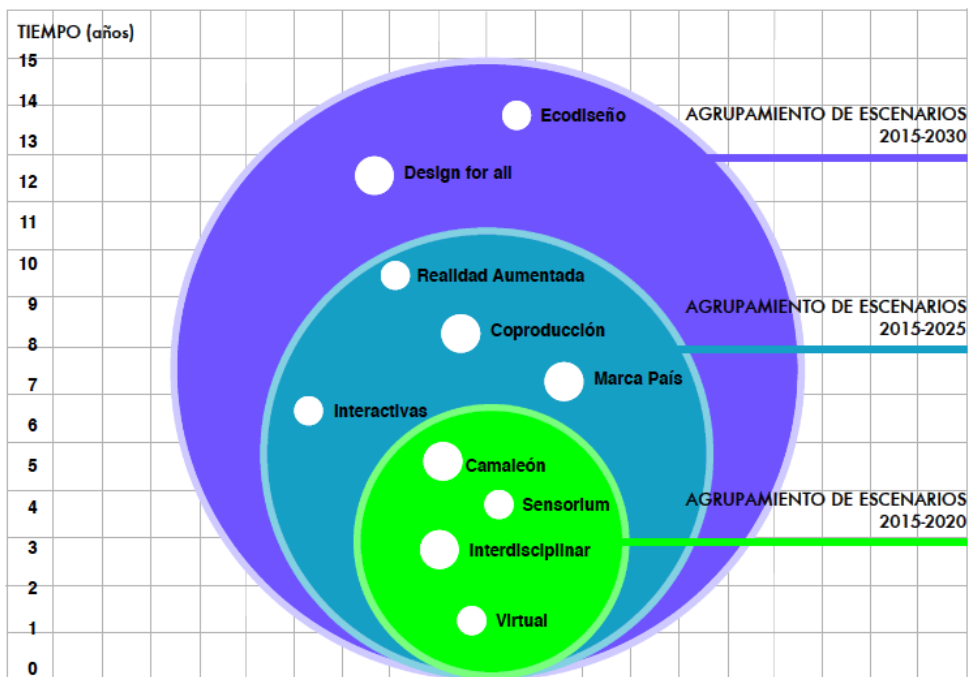 TIEMPO (años)
15
14
Ecodiseño
AGRUPAMIENTO DE ESCENARIOS
2015-2030
13
Design for all
12
11
10
Realidad Aumentada
9
AGRUPAMIENTO DE ESCENARIOS
2015-2025
Coproducción
8
Marca País
7
Interactivas
6
Camaleón
5
AGRUPAMIENTO DE ESCENARIOS
2015-2020
Sensorium
4
Interdisciplinar
3
2
Virtual
1
0